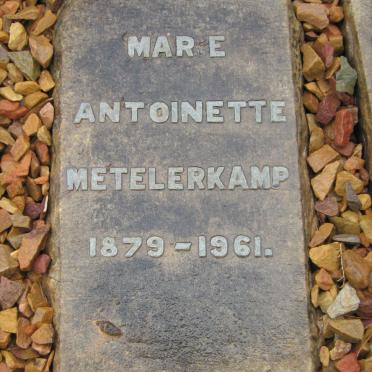 MAR E
ANTOINETTE
METELERKAMP
1879-1961.